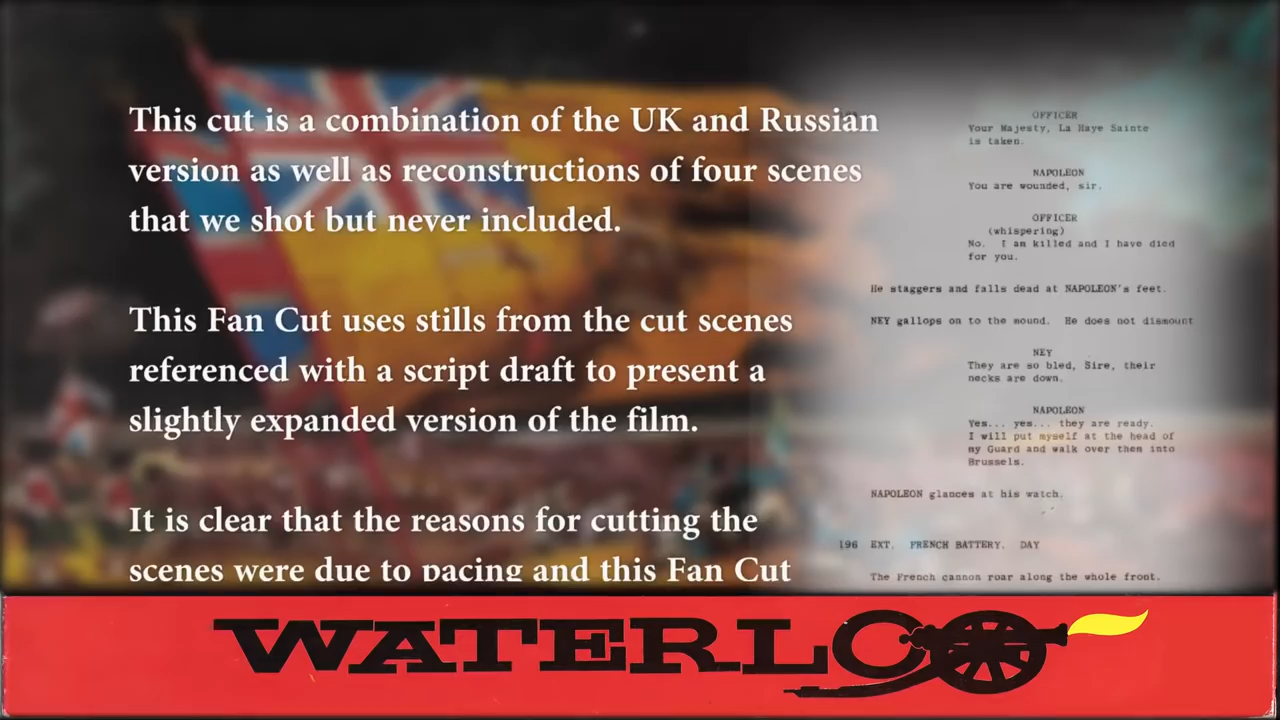 This cut is a combination of the UK and Russian
version as well as reconstructions of four scenes
that we shot but never included.
This Fan Cut uses stills from the cut scenes
referenced with a script draft to present a
slightly expanded version of the film.
It is clear that the reasons for cutting the
scenes were due to pacing and this Fan Cut
OFFICER
Your Majesty, La Haye Sainte
is taken.
NAPOLEON
You are wounded, sir.
OFFICER
(whispering)
No. I am killed and I have died
for you.
He staggers and falls dead at NAPOLEON's feet.
NEY gallops on to the mound. He does not dismount
NEY
They are so bled, Sire, their
necks are down.
NAPOLEON
Yes... yes... they are ready.
I will put myself at the head of
my Guard and walk over them into
Brussels.
NAPOLEON glances at his watch.
196 EXT. FRENCH BATTERY. DAY
The French cannon roar along the whole front.
WATERLOO